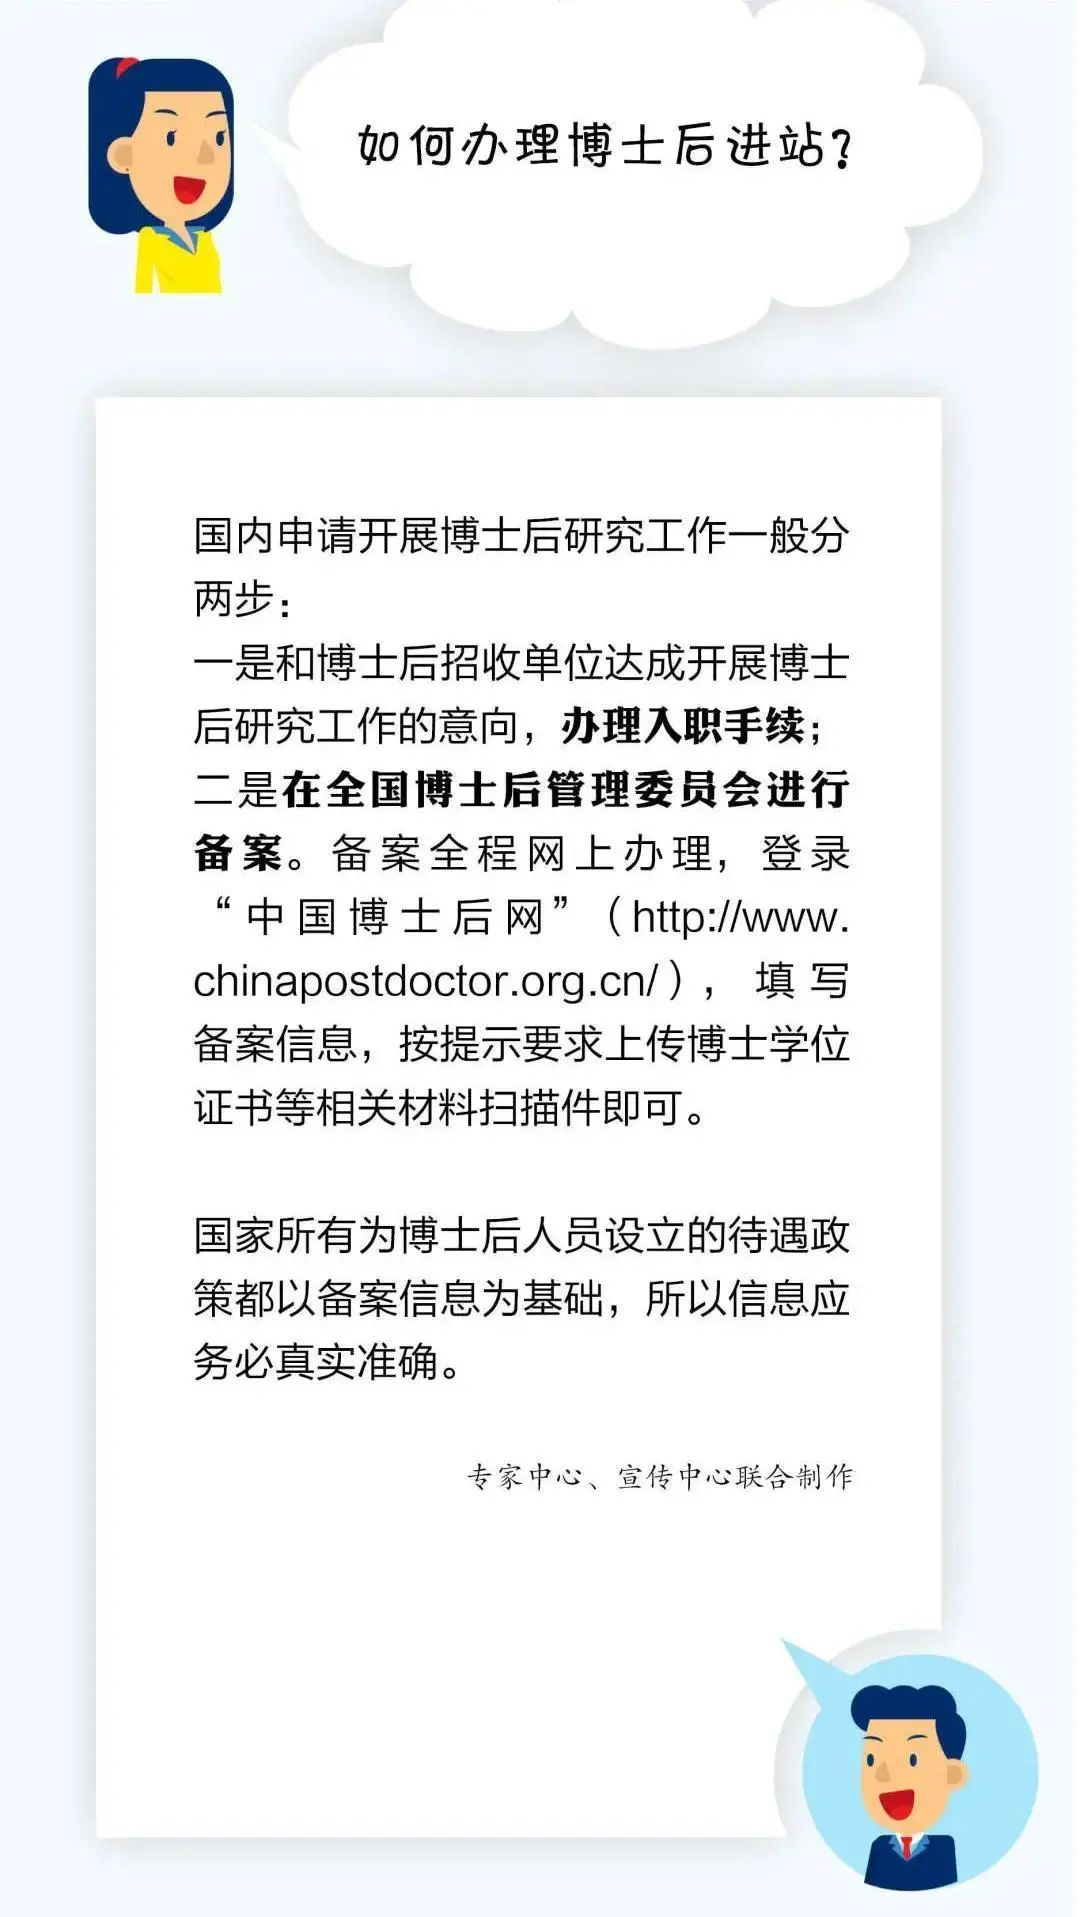 如何办理博士后进站？
国内申请开展博士后研究工作一般分
两步：
一是和博士后招收单位达成开展博士
后研究工作的意向，办理入职手续；
二是在全国博士后管理委员会进行
备案。备案全程网上办理，登录
“中国博士后网”（http://www.
chinapostdoctor.org.cn/），填写
备案信息，按提示要求上传博士学位
证书等相关材料扫描件即可。
国家所有为博士后人员设立的待遇政
策都以备案信息为基础，所以信息应
务必真实准确。
专家中心、宣传中心联合制作